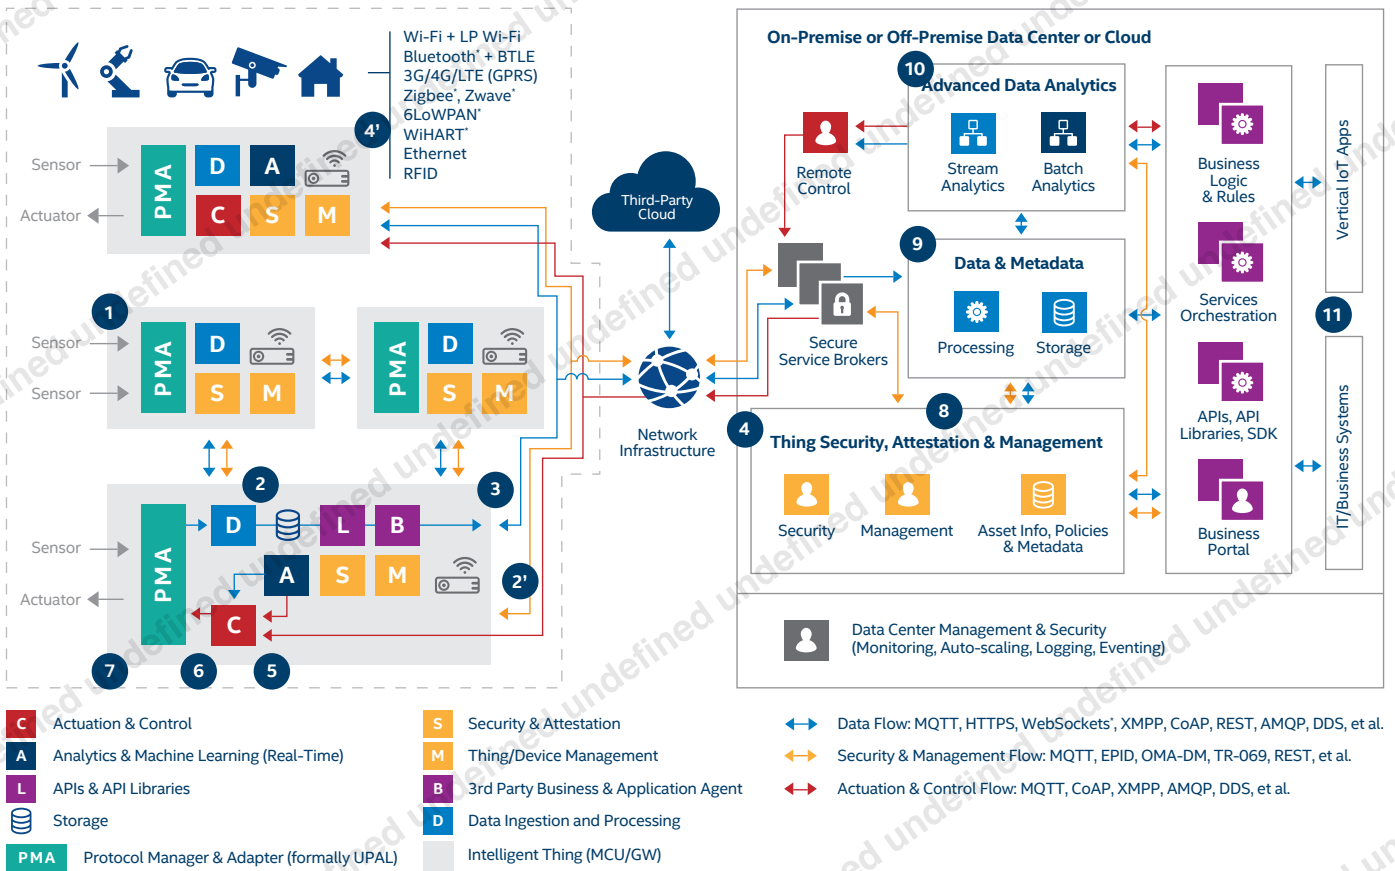 Wi-Fi + LP Wi-Fi
Bluetooth* + BTLE
3G/4G/LTE (GPRS)
Zigbee*, Zwave*
6LoWPAN*
WiHART*
Ethernet
RFID
4'
Sensor
Actuator
PMA
D
A
C
S
M
1
Sensor
Sensor
PMA
D
S
M
PMA
D
S
M
2
3
Sensor
Actuator
PMA
D
L
B
A
S
M
C
2'
7
6
5
Third-Party
Cloud
Network
Infrastructure
On-Premise or Off-Premise Data Center or Cloud
10
Advanced Data Analytics
Stream
Analytics
Batch
Analytics
Remote
Control
Secure
Service Brokers
9
Data & Metadata
Processing
Storage
4
8
Thing Security, Attestation & Management
Security
Management
Asset Info, Policies
& Metadata
Business
Logic
& Rules
Services
Orchestration
APIs, API
Libraries, SDK
Business
Portal
Vertical IoT Apps
11
IT/Business Systems
Data Center Management & Security
(Monitoring, Auto-scaling, Logging, Eventing)
C Actuation & Control
A Analytics & Machine Learning (Real-Time)
L APIs & API Libraries
Storage
PMA Protocol Manager & Adapter (formally UPAL)
S Security & Attestation
M Thing/Device Management
B 3rd Party Business & Application Agent
D Data Ingestion and Processing
Intelligent Thing (MCU/GW)
Data Flow: MQTT, HTTPS, WebSockets*, XMPP, CoAP, REST, AMQP, DDS, et al.
Security & Management Flow: MQTT, EPID, OMA-DM, TR-069, REST, et al.
Actuation & Control Flow: MQTT, CoAP, XMPP, AMQP, DDS, et al.
undefined undefined undefined undefined